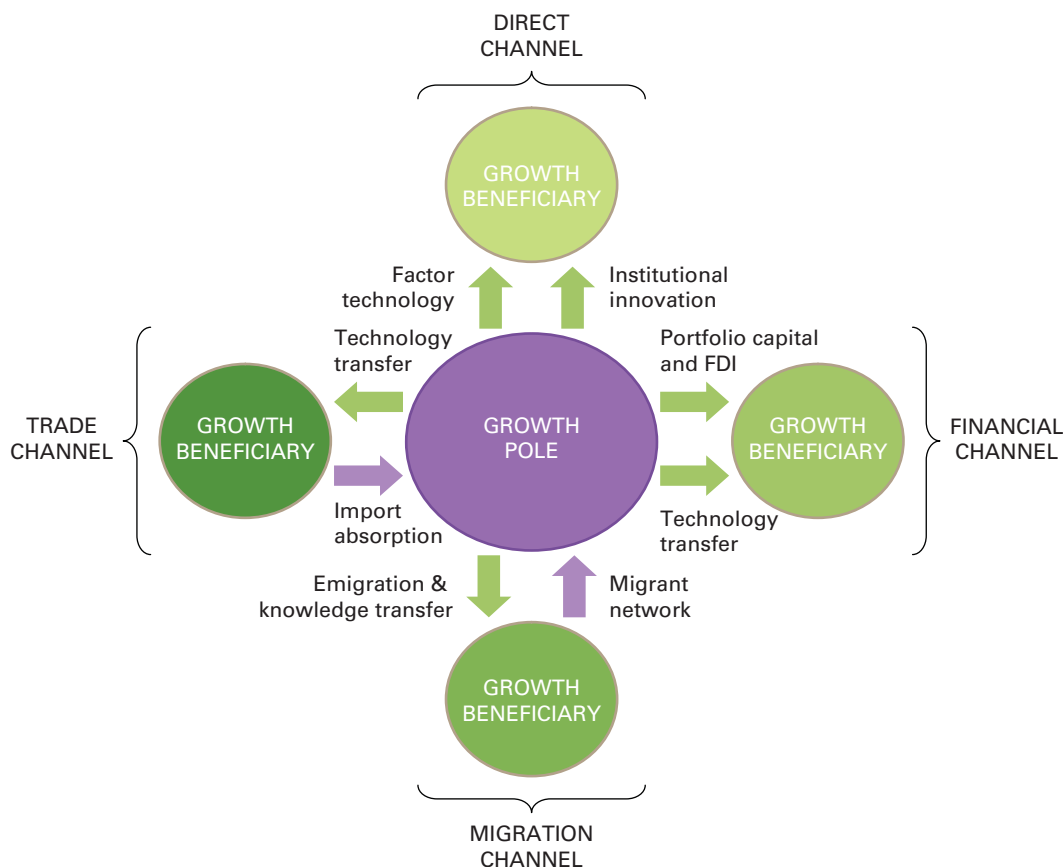 DIRECT
CHANNEL
GROWTH
BENEFICIARY
Factor
technology
Institutional
innovation
Technology
transfer
Portfolio capital
and FDI
TRADE
CHANNEL
GROWTH
BENEFICIARY
GROWTH
POLE
GROWTH
BENEFICIARY
FINANCIAL
CHANNEL
Import
absorption
Technology
transfer
Emigration &
knowledge transfer
Migrant
network
GROWTH
BENEFICIARY
MIGRATION
CHANNEL